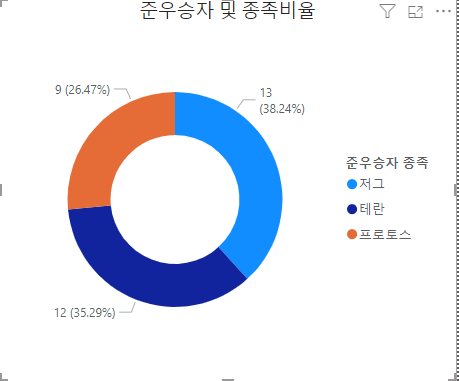 준우승자 및 종족비율
9 (26.47%)
13
(38.24%)
준우승자 종족
저그
테란
프로토스
12 (35.29%)